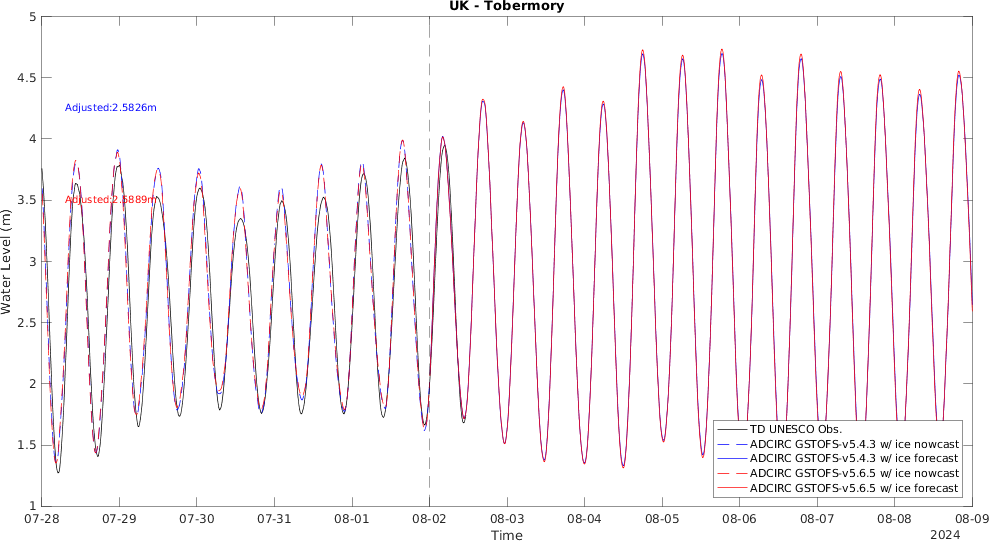 UK - Tobermory
Water Level (m)
5
4.5
4
3.5
3
2.5
2
1.5
1
Adjusted:2.5826m
Adjusted:2.5889m
TD UNESCO Obs.
ADCIRC GSTOFS-v5.4.3 w/ ice nowcast
ADCIRC GSTOFS-v5.4.3 w/ ice forecast
ADCIRC GSTOFS-v5.6.5 w/ ice nowcast
ADCIRC GSTOFS-v5.6.5 w/ ice forecast
07-28 07-29 07-30 07-31 08-01 08-02 08-03 08-04 08-05 08-06 08-07 08-08 08-09
Time
2024